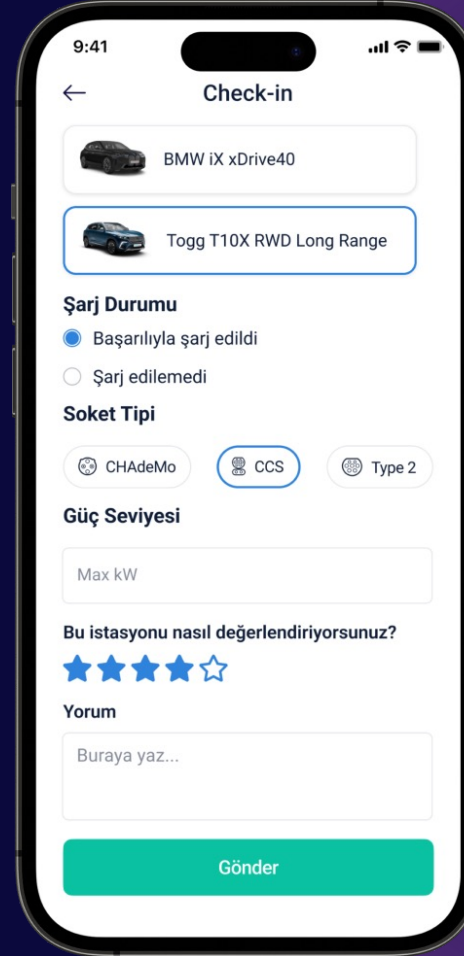 9:41
Check-in
BMW iX xDrive40
Togg T10X RWD Long Range
Şarj Durumu
Başarılıyla şarj edildi
Şarj edilemedi
Soket Tipi
CHAdeMo CCS Type 2
Güç Seviyesi
Max kW
Bu istasyonu nasıl değerlendiriyorsunuz?
Yorum
Buraya yaz...
Gönder